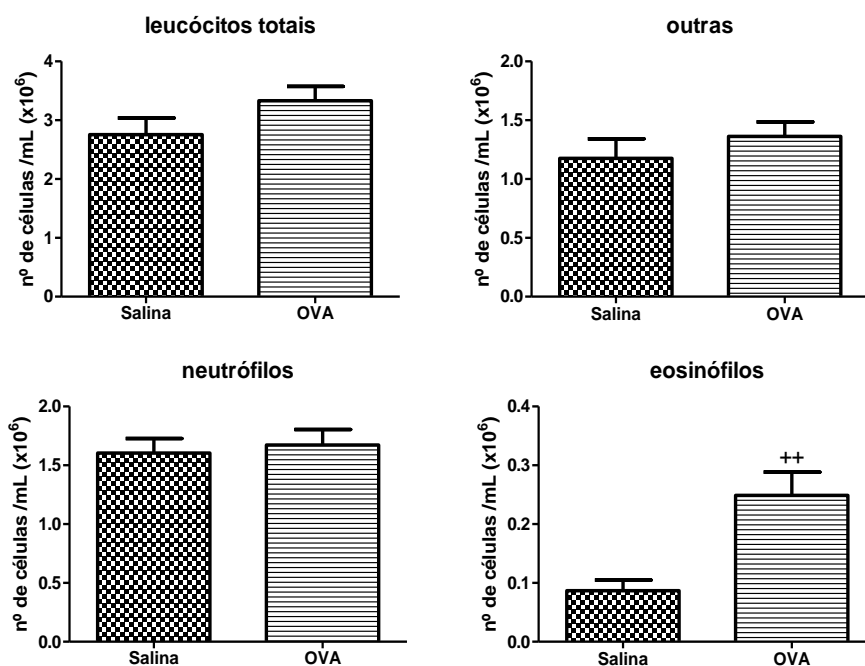 leucócitos totais
nº de células /mL (x10⁶)
4
3
2
1
0
Salina OVA
outras
nº de células /mL (x10⁶)
2.0
1.5
1.0
0.5
0.0
Salina OVA
neutrófilos
nº de células /mL (x10⁶)
2.0
1.5
1.0
0.5
0.0
Salina OVA
eosinófilos
nº de células /mL (x10⁶)
0.4
0.3
0.2
0.1
0.0
++
Salina OVA